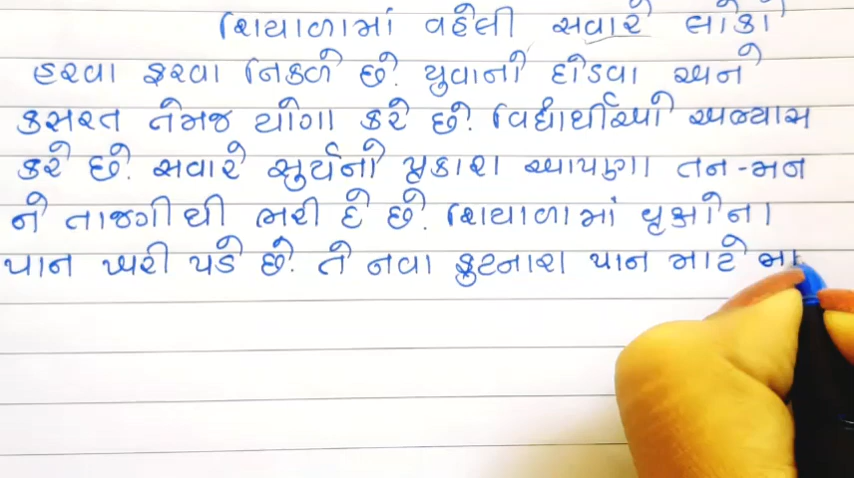 શિયાળામાં વહેલી સવારે લોકો
હરવા ફરવા નિકળે છે. યુવાનો દોડવા અને
કસરત તેમજ યોગા કરે છે. વિદ્યાર્થીઓ અભ્યાસ
કરે છે. સવારે સુર્યનો પ્રકાશ આપણા તન-મન
ને તાજગીથી ભરી દે છે. શિયાળામાં વૃક્ષોના
પાન ખરી પડે છે. તે નવા ફુટનારા પાન માટે